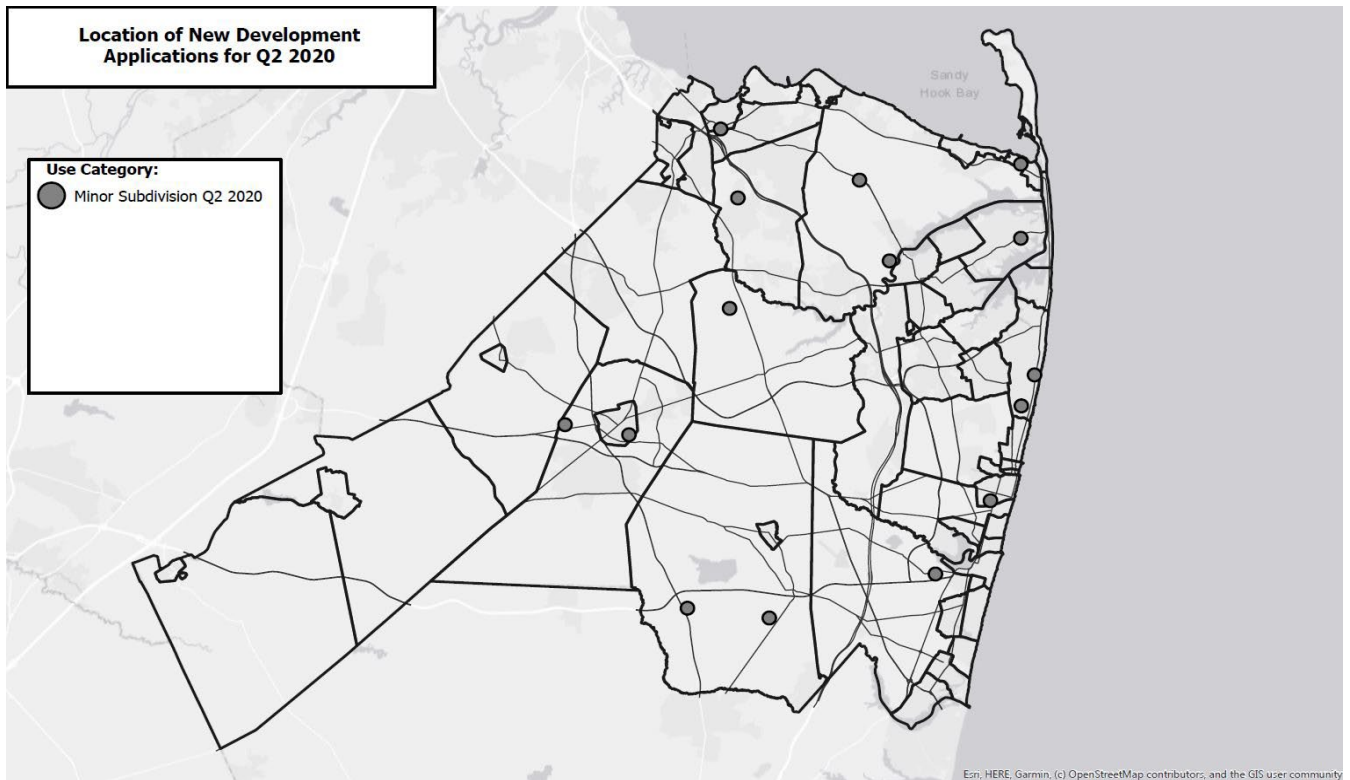 Location of New Development
Applications for Q2 2020
Sandy
Hook Bay
Use Category:
Minor Subdivision Q2 2020
Esri, HERE, Garmin, (c) OpenStreetMap contributors, and the GIS user community